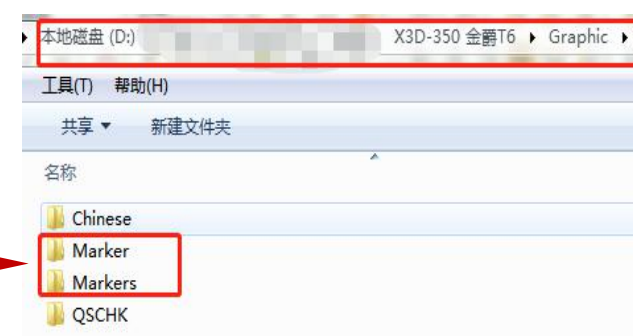 本地磁盘 (D:) X3D-350 金爵T6 Graphic
工具(T) 帮助(H)
共享 新建文件夹
名称
Chinese
Marker
Markers
QSCHK